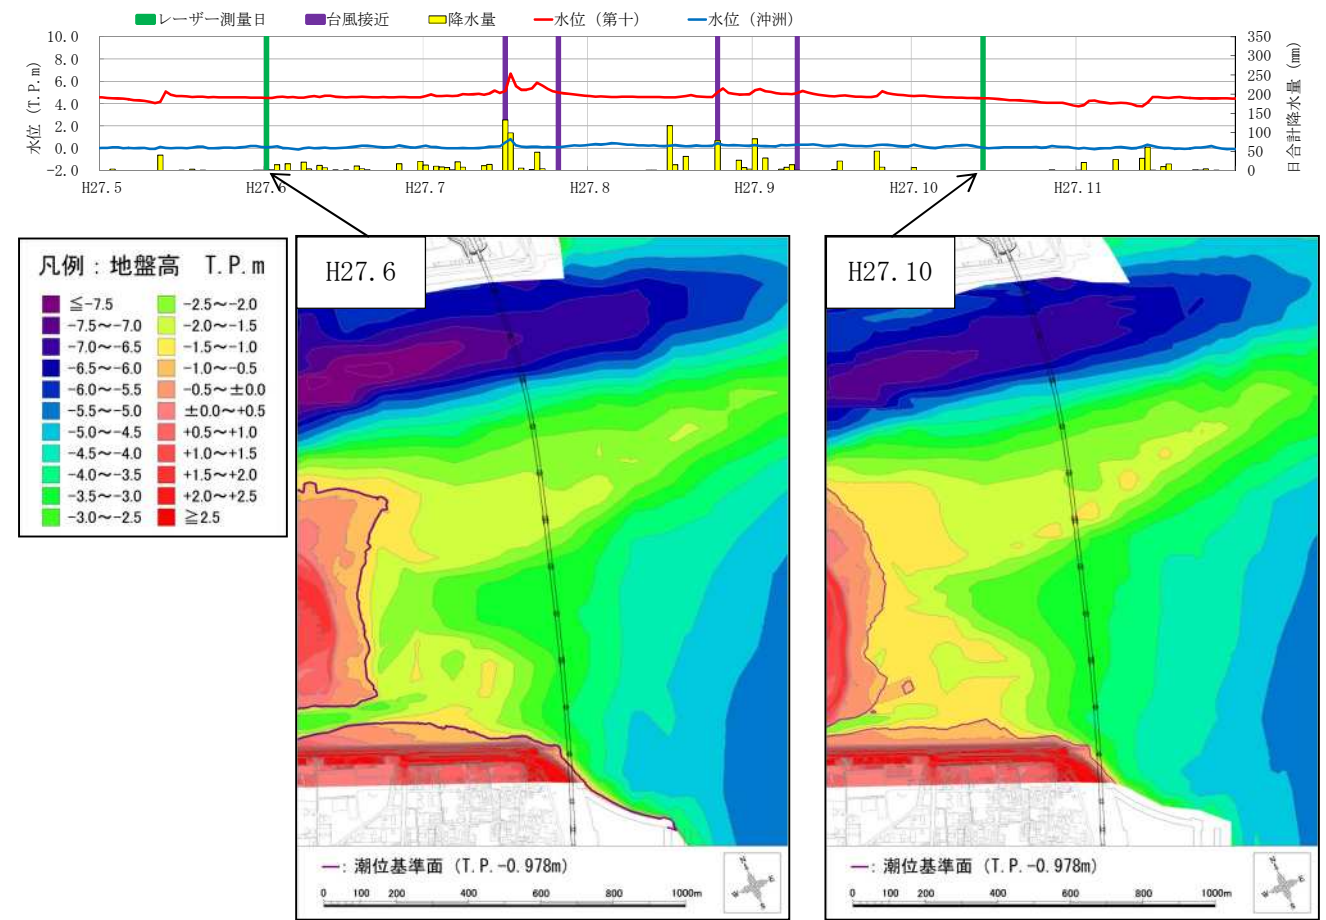 レーザー測量日 台風接近 降水量 水位（第十） 水位（沖洲）
水位（T.P.m）
10.0
8.0
6.0
4.0
2.0
0.0
-2.0
350
300
250
200
150
100
50
0
日合計降水量（mm）
H27.5 H27.6 H27.7 H27.8 H27.9 H27.10 H27.11
凡例：地盤高 T.P.m
≦-7.5 -2.5～-2.0
-7.5～-7.0 -2.0～-1.5
-7.0～-6.5 -1.5～-1.0
-6.5～-6.0 -1.0～-0.5
-6.0～-5.5 -0.5～±0.0
-5.5～-5.0 ±0.0～+0.5
-5.0～-4.5 +0.5～+1.0
-4.5～-4.0 +1.0～+1.5
-4.0～-3.5 +1.5～+2.0
-3.5～-3.0 +2.0～+2.5
-3.0～-2.5 ≧2.5
H27.6
—：潮位基準面（T.P.-0.978m）
0 100 200 400 600 800 1000m
N
E
W
S
H27.10
—：潮位基準面（T.P.-0.978m）
0 100 200 400 600 800 1000m
N
E
W
S